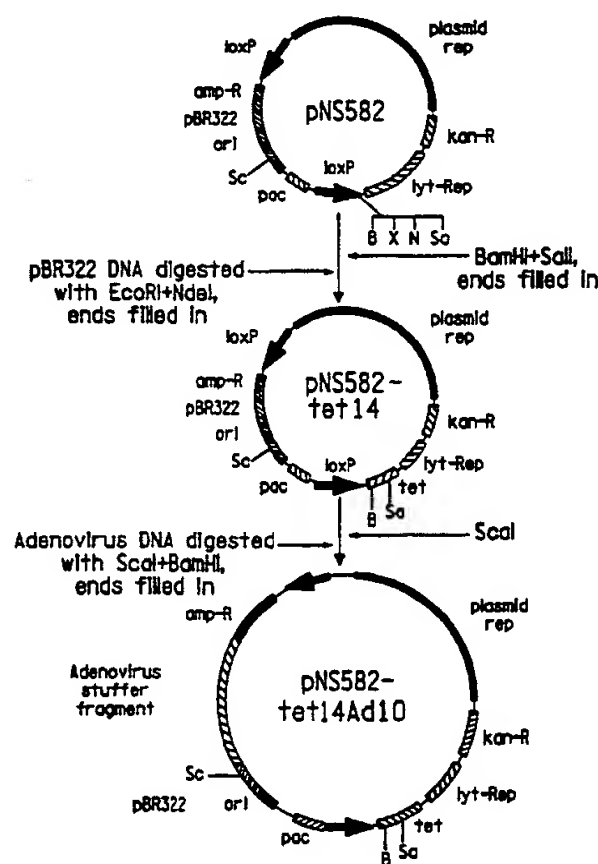 loxP
plasmid
rep
amp-R
pBR322
ori
pNS582
kan-R
Sc
loxP
lyt-Rep
pac
B X N Sa
pBR322 DNA digested
with EcoRI+NdeI,
ends filled in
BamHI+SalI,
ends filled in
loxP
plasmid
rep
amp-R
pBR322
ori
pNS582-
tet14
kan-R
Sc
loxP
lyt-Rep
pac
tet
B Sa
Adenovirus DNA digested
with ScaI+BamHI,
ends filled in
ScaI
amp-R
plasmid
rep
Adenovirus
stuffer
fragment
pNS582-
tet14Ad10
kan-R
Sc
pBR322
ori
lyt-Rep
pac
tet
B Sa